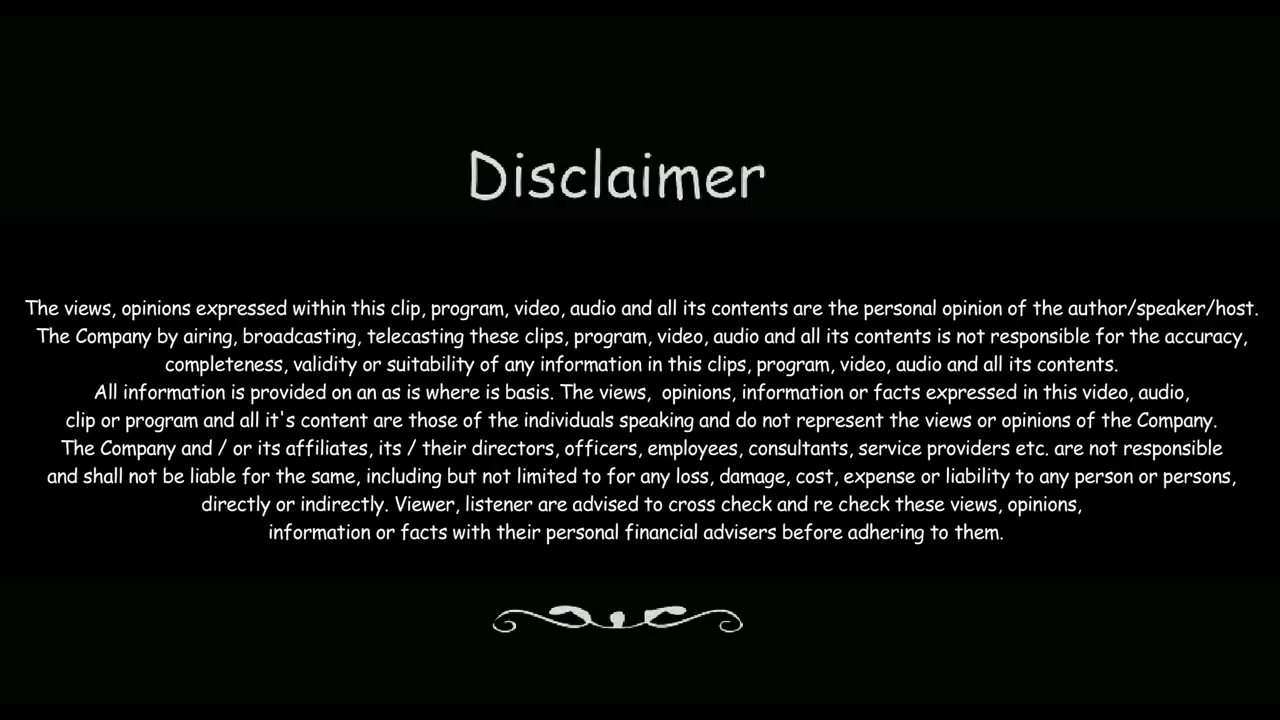 Disclaimer
The views, opinions expressed within this clip, program, video, audio and all its contents are the personal opinion of the author/speaker/host.
The Company by airing, broadcasting, telecasting these clips, program, video, audio and all its contents is not responsible for the accuracy,
completeness, validity or suitability of any information in this clips, program, video, audio and all its contents.
All information is provided on an as is where is basis. The views,  opinions, information or facts expressed in this video, audio,
clip or program and all it's content are those of the individuals speaking and do not represent the views or opinions of the Company.
The Company and / or its affiliates, its / their directors, officers, employees, consultants, service providers etc. are not responsible
and shall not be liable for the same, including but not limited to for any loss, damage, cost, expense or liability to any person or persons,
directly or indirectly. Viewer, listener are advised to cross check and re check these views, opinions,
information or facts with their personal financial advisers before adhering to them.